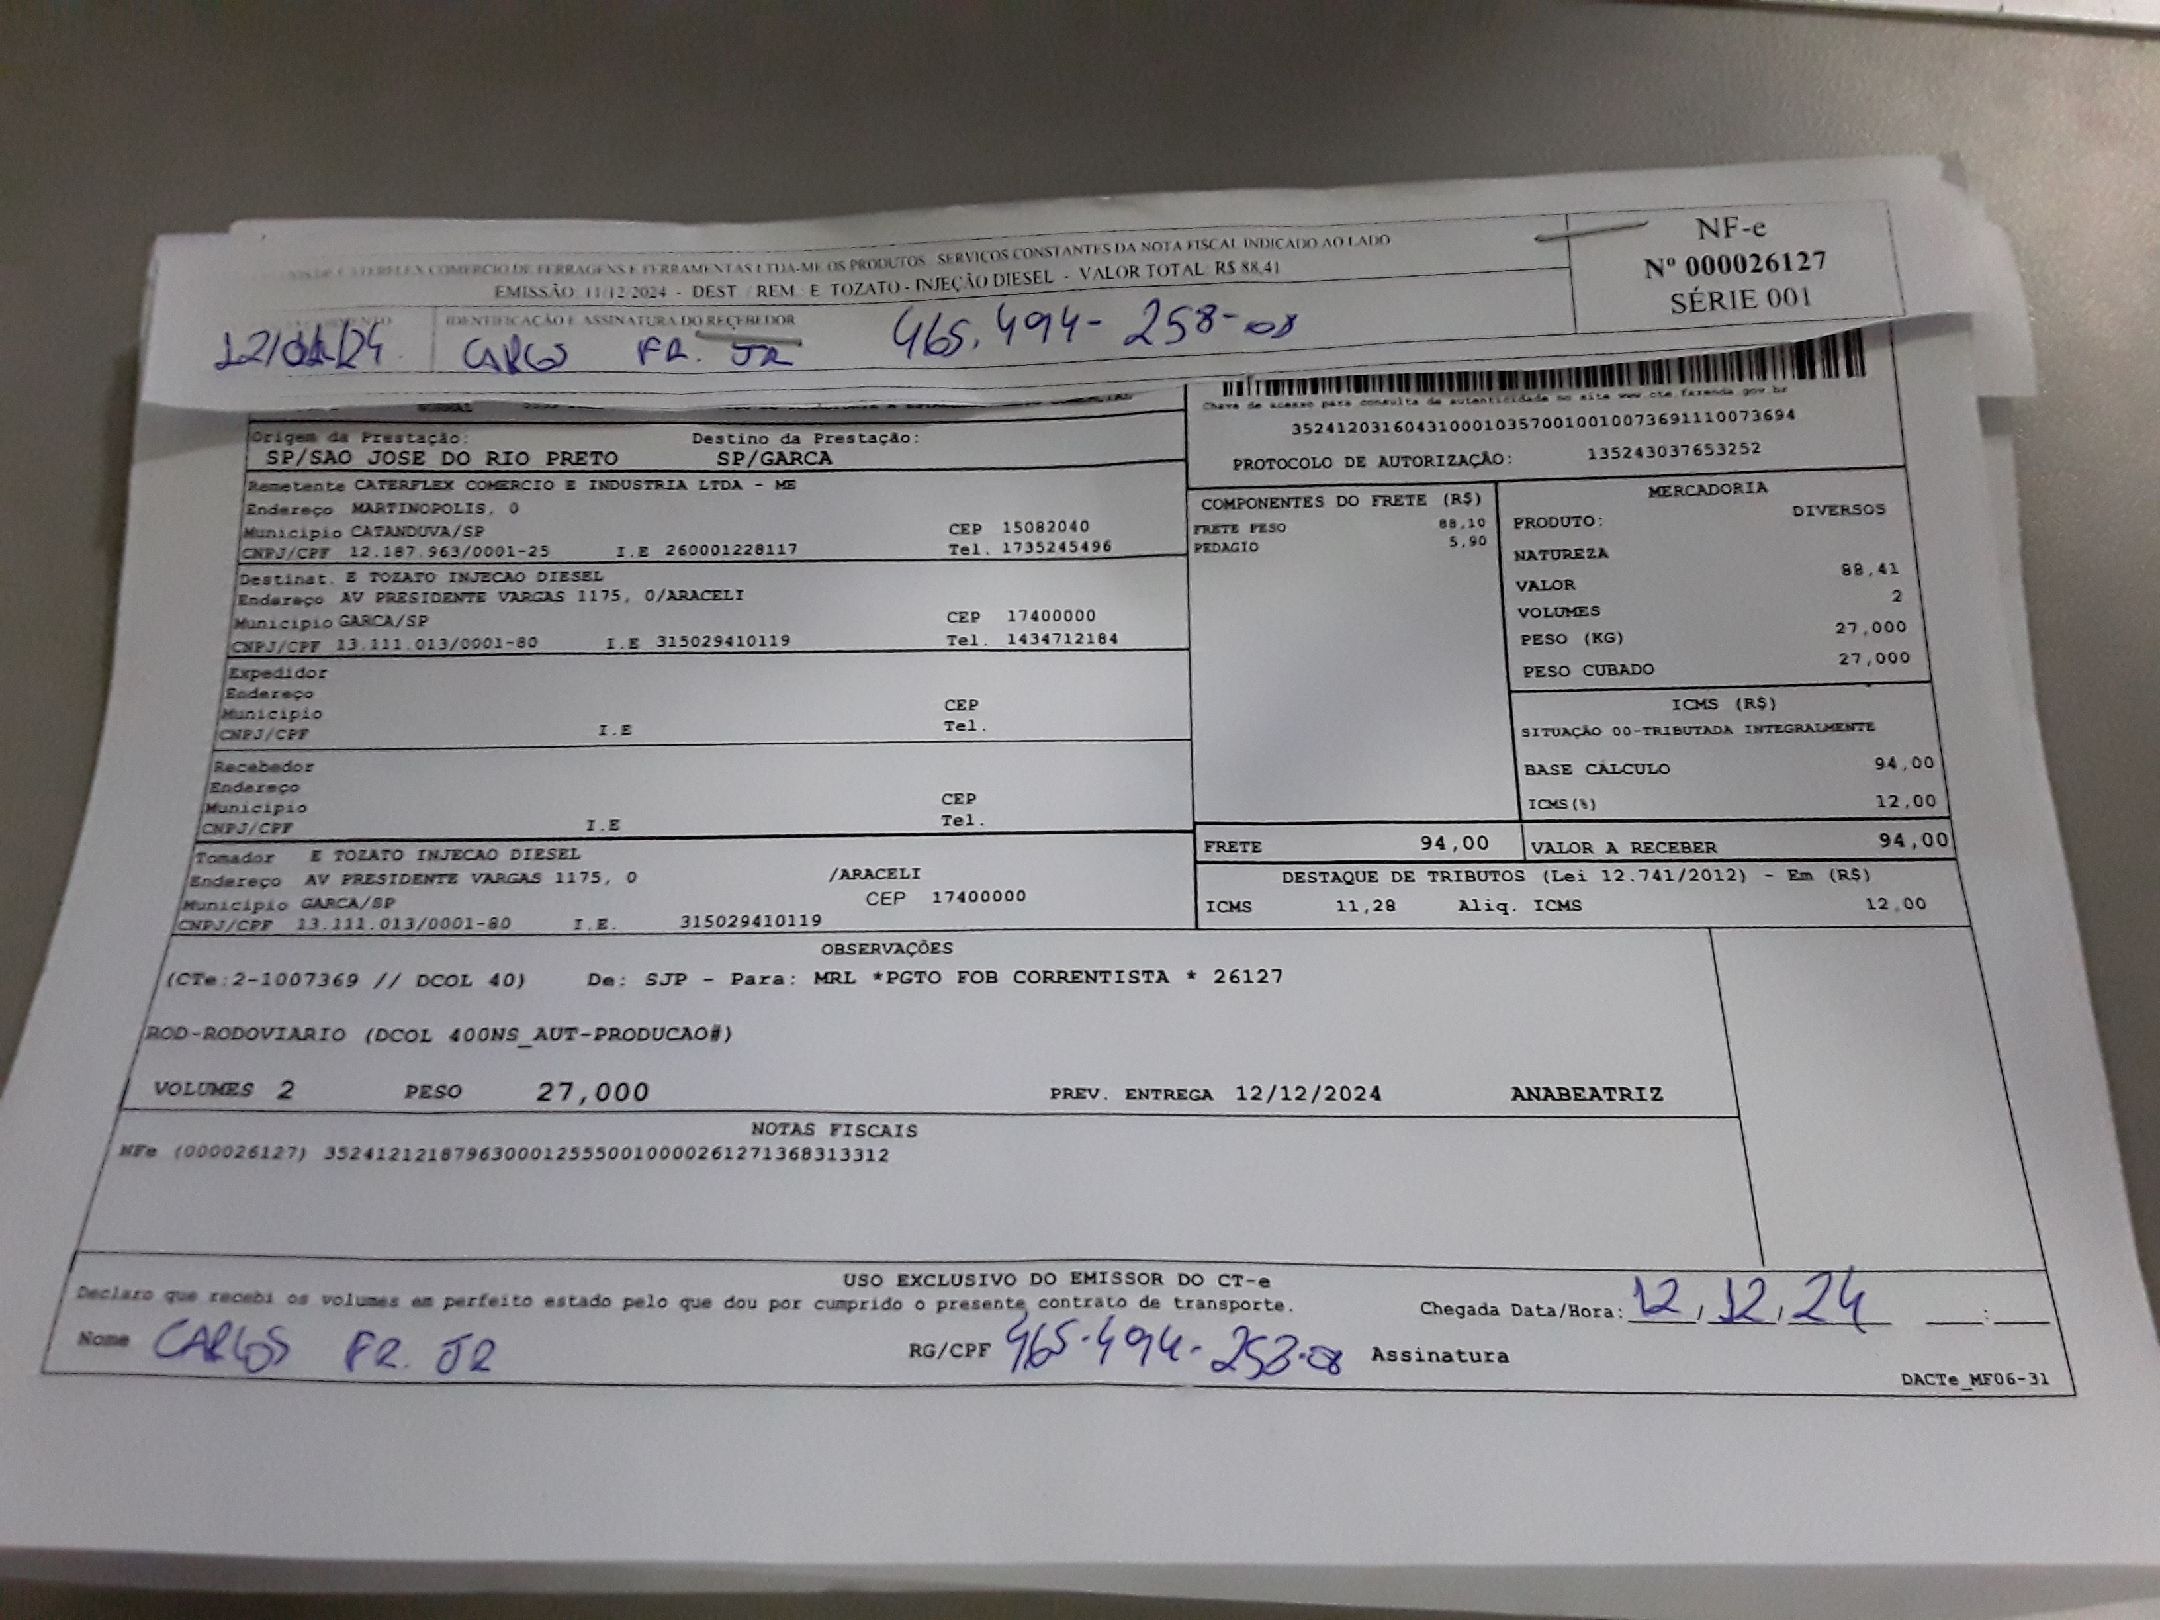 CATERFLEX COMERCIO DE FERRAGENS E FERRAMENTAS LTDA-ME OS PRODUTOS SERVIÇOS CONSTANTES DA NOTA FISCAL INDICADO AO LADO
EMISSÃO: 11/12/2024 - DEST / REM: E TOZATO - INJEÇÃO DIESEL - VALOR TOTAL: R$ 88,41
NF-e
Nº 000026127
SÉRIE 001
IDENTIFICAÇÃO E ASSINATURA DO RECEBEDOR
CARLOS FR. JR 465.494-258-08
Chave de acesso para consulta de autenticidade no site www.cte.fazenda.gov.br
PROTOCOLO DE AUTORIZAÇÃO: 135243037653252
Origem da Prestação: Destino da Prestação:
SP/SAO JOSE DO RIO PRETO SP/GARCA
Remetente CATERFLEX COMERCIO E INDUSTRIA LTDA - ME
Endereço MARTINOPOLIS, 0
Municipio CATANDUVA/SP CEP 15082040
CNPJ/CPF 12.187.963/0001-25 I.E 260001228117 Tel. 1735245496
Destinat. E TOZATO INJECAO DIESEL
Endereço AV PRESIDENTE VARGAS 1175, 0/ARACELI
Municipio GARCA/SP CEP 17400000
CNPJ/CPF 13.111.013/0001-80 I.E 315029410119 Tel. 1434712184
Expedidor
Endereço
Municipio CEP
CNPJ/CPF I.E Tel.
Recebedor
Endereço
Municipio CEP
CNPJ/CPF I.E Tel.
Tomador E TOZATO INJECAO DIESEL
Endereço AV PRESIDENTE VARGAS 1175, 0 /ARACELI
Municipio GARCA/SP CEP 17400000
CNPJ/CPF 13.111.013/0001-80 I.E. 315029410119
COMPONENTES DO FRETE (R$)
FRETE PESO 88,10
PEDAGIO 5,90
MERCADORIA
PRODUTO: DIVERSOS
NATUREZA
VALOR 88,41
VOLUMES 2
PESO (KG) 27,000
PESO CUBADO 27,000
ICMS (R$)
SITUAÇÃO 00-TRIBUTADA INTEGRALMENTE
BASE CÁLCULO 94,00
ICMS(%) 12,00
FRETE 94,00 VALOR A RECEBER 94,00
DESTAQUE DE TRIBUTOS (Lei 12.741/2012) - Em (R$)
ICMS 11,28 Aliq. ICMS 12,00
OBSERVAÇÕES
(CTe:2-1007369 // DCOL 40) De: SJP - Para: MRL *PGTO FOB CORRENTISTA * 26127
ROD-RODOVIARIO (DCOL 400NS_AUT-PRODUCAO#)
VOLUMES 2 PESO 27,000 PREV. ENTREGA 12/12/2024 ANABEATRIZ
NOTAS FISCAIS
NFe (000026127) 35241212187963000125550010000261271368313312
USO EXCLUSIVO DO EMISSOR DO CT-e
Declaro que recebi os volumes em perfeito estado pelo que dou por cumprido o presente contrato de transporte. Chegada Data/Hora: 12, 12, 24 __:__
Nome CARLOS FR. JR RG/CPF 465.494-253-08 Assinatura
DACTe_MF06-31